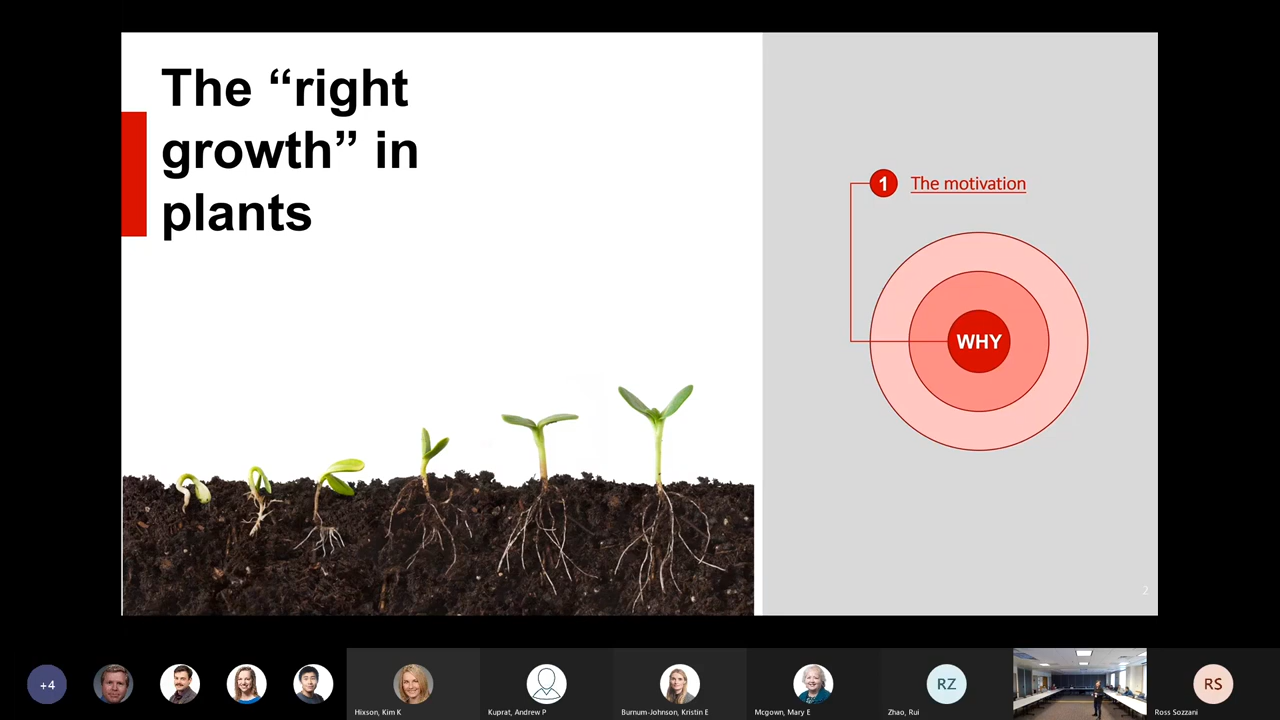 The “right
growth” in
plants
1 The motivation
WHY
2
+4
Hixson, Kim K
Kuprat, Andrew P
Burnum-Johnson, Kristin E
Mcgown, Mary E
RZ
Zhao, Rui
RS
Ross Sozzani